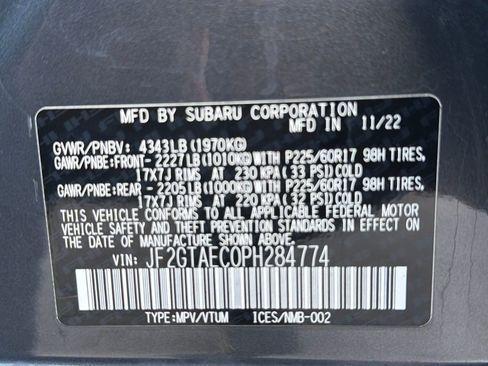 MFD BY SUBARU CORPORATION
MFD IN 11/22
GVWR/PNBV: 4343LB(1970KG)
GAWR/PNBE:FRONT- 2227LB(1010KG)WITH P225/60R17 98H TIRES,
17X7J RIMS AT 230 KPA(33 PSI)COLD
GAWR/PNBE:REAR - 2205LB(1000KG)WITH P225/60R17 98H TIRES,
17X7J RIMS AT 220 KPA(32 PSI)COLD
THIS VEHICLE CONFORMS TO ALL APPLICABLE FEDERAL MOTOR
VEHICLE SAFETY STANDARDS IN EFFECT ON THE DATE OF
MANUFACTURE SHOWN ABOVE.
VIN: JF2GTAEC0PH284774
TYPE:MPV/VTUM ICES/NMB-002